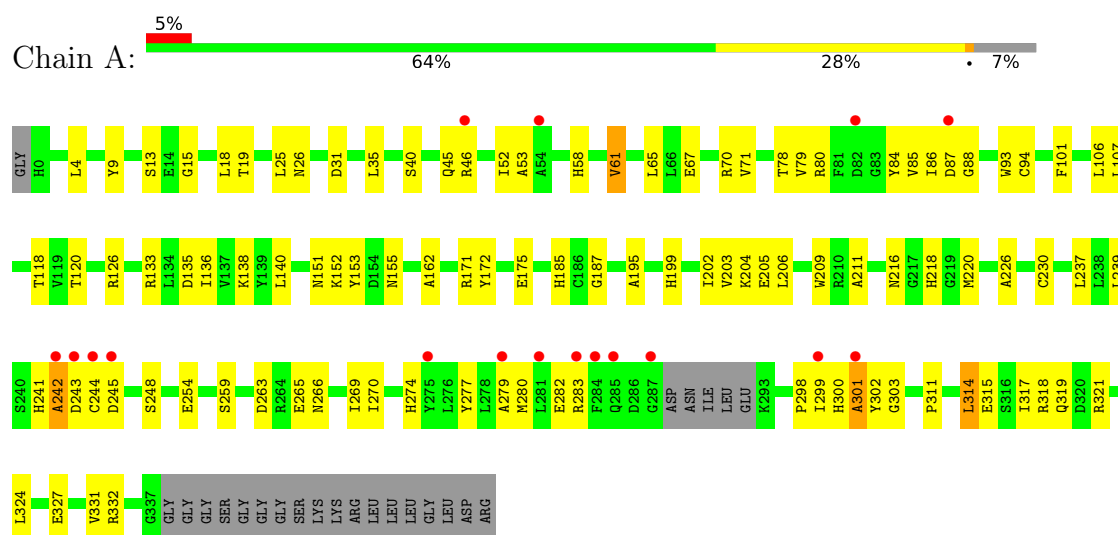 5%
Chain A:
64% 28% • 7%
GLY H0 L4 Y9 S13 E14 G15 L18 T19 L25 N26 D31 L35 S40 Q45 R46 I52 A53 A54 H58 V61 L65 L66 E67 R70 V71 T78 V79 R80 F81 D82 G83 Y84 V85 I86 D87 G88 W93 C94 F101 L106 L107
T118 V119 T120 R126 R133 L134 D135 I136 V137 K138 Y139 L140 N151 K152 Y153 D154 N155 A162 R171 Y172 E175 H185 C186 G187 A195 H199 I202 V203 K204 E205 L206 W209 R210 A211 N216 G217 H218 G219 M220 A226 C230 L237 L238 L239
S240 H241 A242 D243 C244 D245 S248 E254 S259 D263 R264 E265 N266 I269 I270 H274 Y275 L276 Y277 L278 A279 M280 L281 E282 R283 F284 Q285 D286 G287 ASP ASN ILE LEU GLU K293 P298 I299 H300 A301 Y302 G303 P311 L314 E315 S316 I317 R318 Q319 D320 R321
L324 E327 V331 R332 G337 GLY GLY GLY SER GLY GLY GLY SER LYS LYS ARG LEU LEU LEU GLY LEU ASP ARG